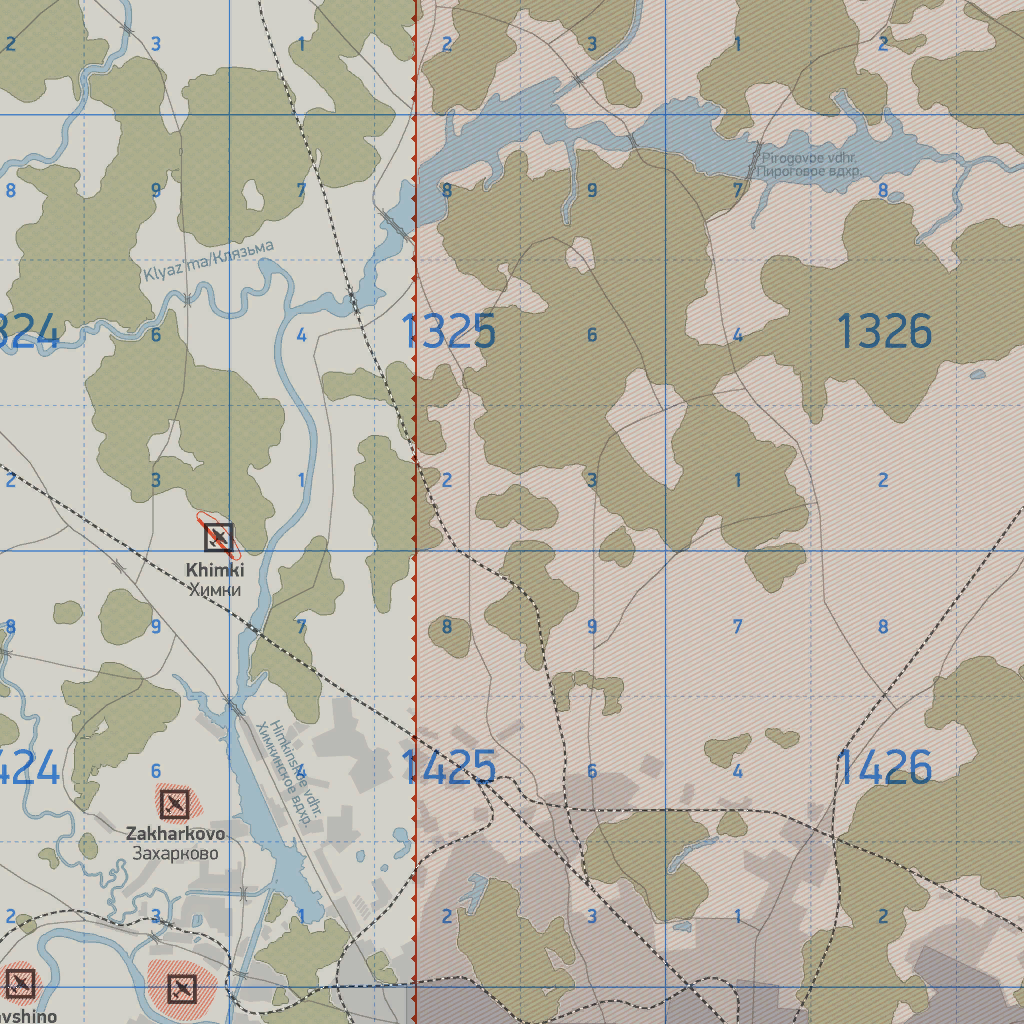 2 3 1 2 3 1 2
Pirogovoe vdhr.
Пироговое вдхр.
8 9 7 8 9 7 8
Klyaz'ma/Клязьма
324 6 4 1325 6 4 1326
2 3 1 2 3 1 2
Khimki
Химки
8 9 7 8 9 7 8
Himkinskoe vdhr.
Химкинское вдхр.
424 6 4 1425 6 4 1426
Zakharkovo
Захарково
2 3 1 2 3 1 2
vshino